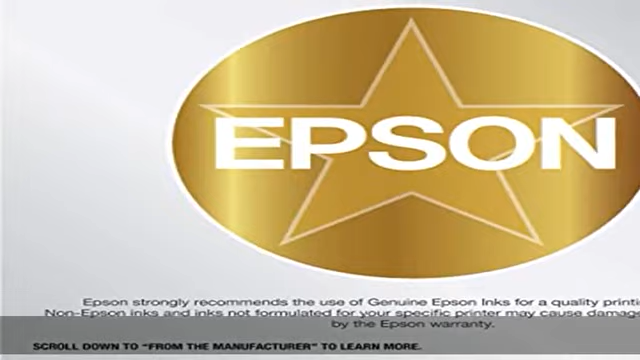 EPSON
Epson strongly recommends the use of Genuine Epson Inks for a quality
Non-Epson inks and inks not formulated for your specific printer may cause
by the Epson warranty.
SCROLL DOWN TO “FROM THE MANUFACTURER” TO LEARN MORE.